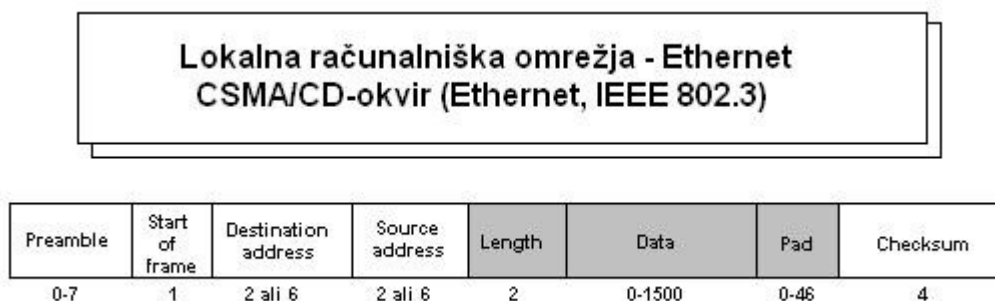 Lokalna računalniška omrežja - Ethernet
CSMA/CD-okvir (Ethernet, IEEE 802.3)
Preamble
Start
of
frame
Destination
address
Source
address
Length
Data
Pad
Checksum
0-7 1 2 ali 6 2 ali 6 2 0-1500 0-46 4